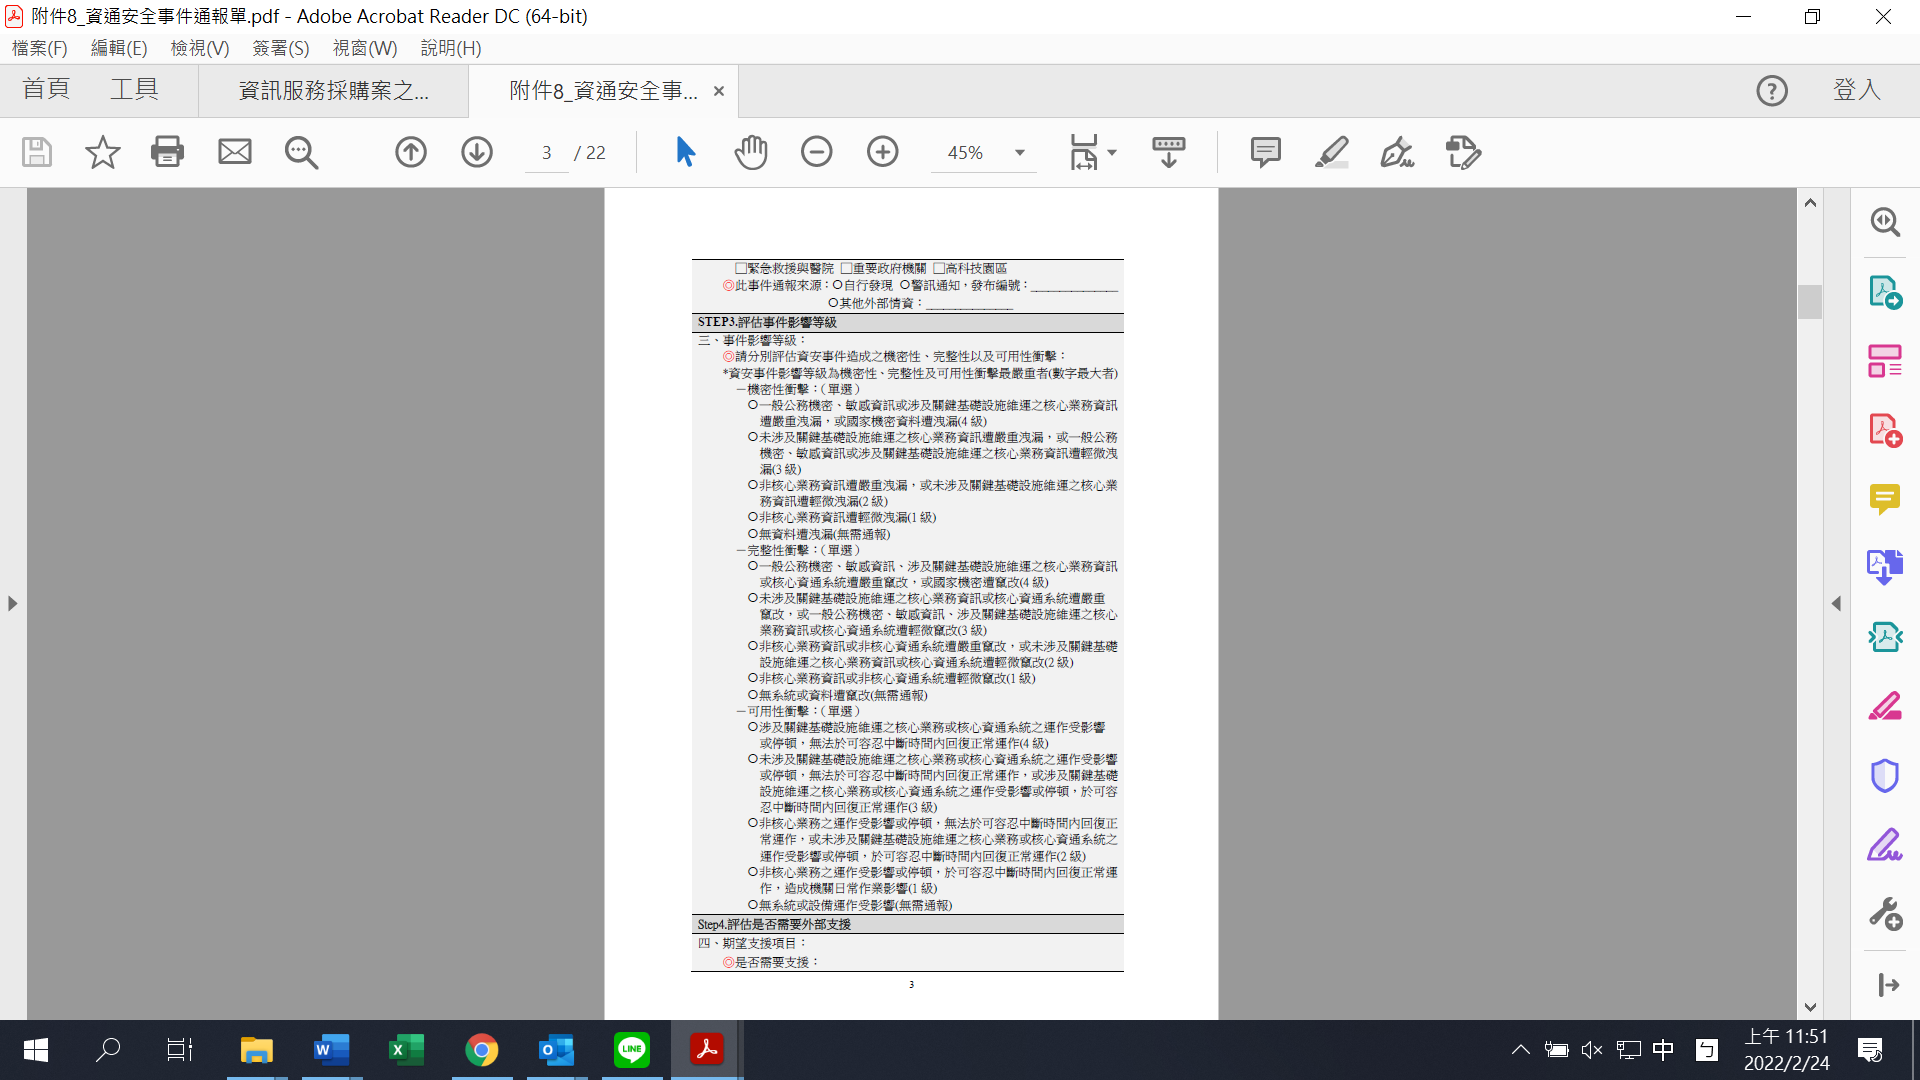 附件8_資通安全事件通報單.pdf - Adobe Acrobat Reader DC (64-bit)
檔案(F) 編輯(E) 檢視(V) 簽署(S) 視窗(W) 說明(H)
首頁 工具 資訊服務採購案之... 附件8_資通安全事... × 登入
3 / 22 45%
□緊急救援與醫院 □重要政府機關 □高科技園區
◎此事件通報來源：○自行發現 ○警訊通知，發布編號：______________
○其他外部情資：______________
STEP3.評估事件影響等級
三、事件影響等級：
◎請分別評估資安事件造成之機密性、完整性以及可用性衝擊：
*資安事件影響等級為機密性、完整性及可用性衝擊最嚴重者(數字最大者)
－機密性衝擊：（單選）
○一般公務機密、敏感資訊或涉及關鍵基礎設施維運之核心業務資訊
遭嚴重洩漏，或國家機密資料遭洩漏(4 級)
○未涉及關鍵基礎設施維運之核心業務資訊遭嚴重洩漏，或一般公務
機密、敏感資訊或涉及關鍵基礎設施維運之核心業務資訊遭輕微洩
漏(3 級)
○非核心業務資訊遭嚴重洩漏，或未涉及關鍵基礎設施維運之核心業
務資訊遭輕微洩漏(2 級)
○非核心業務資訊遭輕微洩漏(1 級)
○無資料遭洩漏(無需通報)
－完整性衝擊：（單選）
○一般公務機密、敏感資訊、涉及關鍵基礎設施維運之核心業務資訊
或核心資通系統遭嚴重竄改，或國家機密遭竄改(4 級)
○未涉及關鍵基礎設施維運之核心業務資訊或核心資通系統遭嚴重
竄改，或一般公務機密、敏感資訊、涉及關鍵基礎設施維運之核心
業務資訊或核心資通系統遭輕微竄改(3 級)
○非核心業務資訊或非核心資通系統遭嚴重竄改，或未涉及關鍵基礎
設施維運之核心業務資訊或核心資通系統遭輕微竄改(2 級)
○非核心業務資訊或非核心資通系統遭輕微竄改(1 級)
○無系統或資料遭竄改(無需通報)
－可用性衝擊：（單選）
○涉及關鍵基礎設施維運之核心業務或核心資通系統之運作受影響
或停頓，無法於可容忍中斷時間內回復正常運作(4 級)
○未涉及關鍵基礎設施維運之核心業務或核心資通系統之運作受影響
或停頓，無法於可容忍中斷時間內回復正常運作，或涉及關鍵基礎
設施維運之核心業務或核心資通系統之運作受影響或停頓，於可容
忍中斷時間內回復正常運作(3 級)
○非核心業務之運作受影響或停頓，無法於可容忍中斷時間內回復正
常運作，或未涉及關鍵基礎設施維運之核心業務或核心資通系統之
運作受影響或停頓，於可容忍中斷時間內回復正常運作(2 級)
○非核心業務之運作受影響或停頓，於可容忍中斷時間內回復正常運
作，造成機關日常作業影響(1 級)
○無系統或設備運作受影響(無需通報)
Step4.評估是否需要外部支援
四、期望支援項目：
◎是否需要支援：
3
LINE
中 ㄅ
上午 11:51
2022/2/24